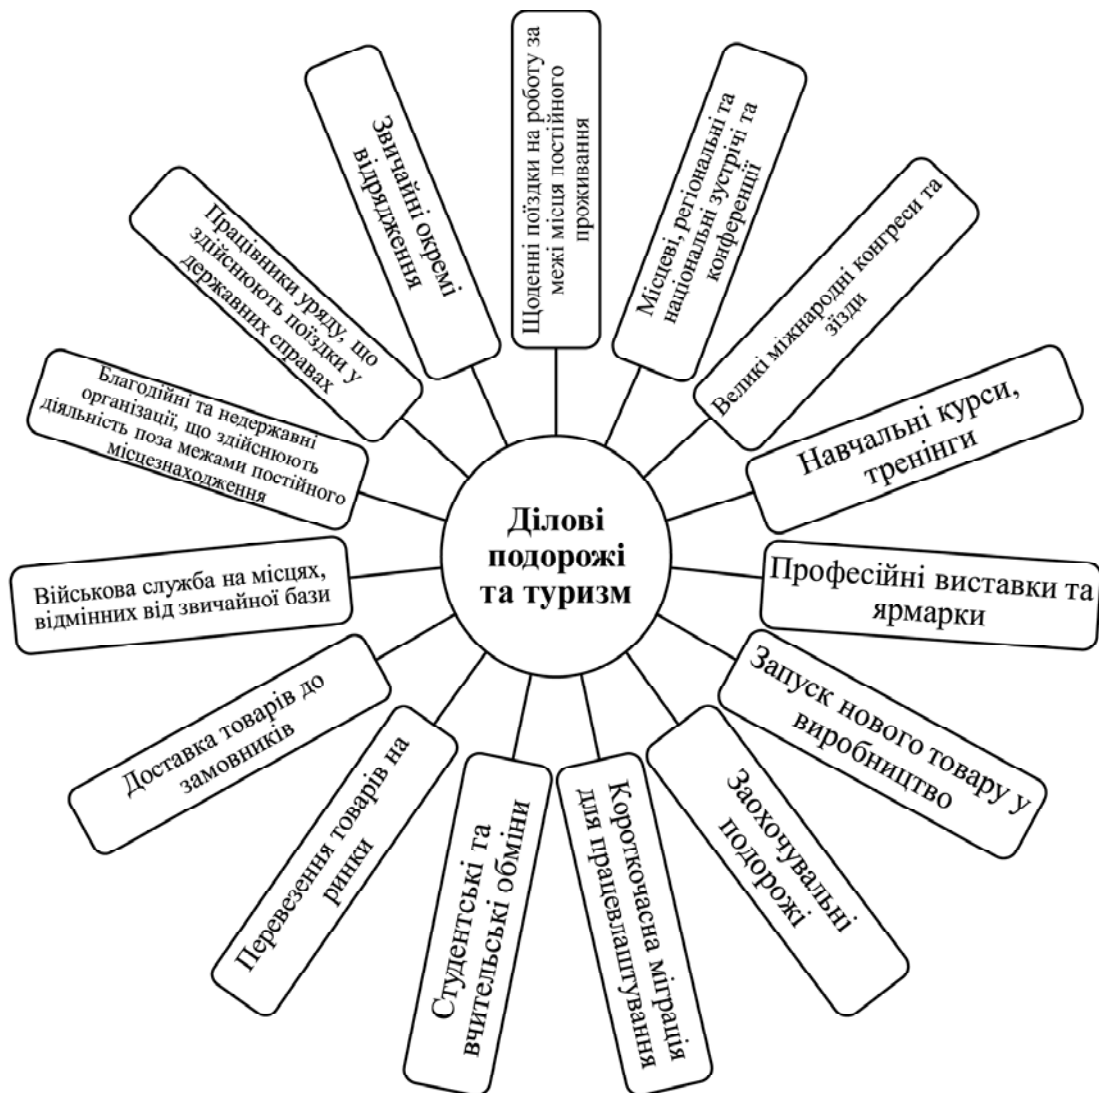 Ділові
подорожі
та туризм
Щоденні поїздки на роботу за
межі місця постійного
проживання
Місцеві, регіональні та
національні зустрічі та
конференції
Великі міжнародні конгреси та
зїзди
Навчальні курси,
тренінги
Професійні виставки та
ярмарки
Запуск нового товару у
виробництво
Заохочувальні
подорожі
Короткочасна міграція
для працевлаштування
Студентські та
вчительські обміни
Перевезення товарів на
ринки
Доставка товарів до
замовників
Військова служба на місцях,
відмінних від звичайної бази
Благодійні та недержавні
організації, що здійснюють
діяльність поза межами постійного
місцезнаходження
Працівники уряду, що
здійснюють поїздки у
державних справах
Звичайні окремі
відрядження